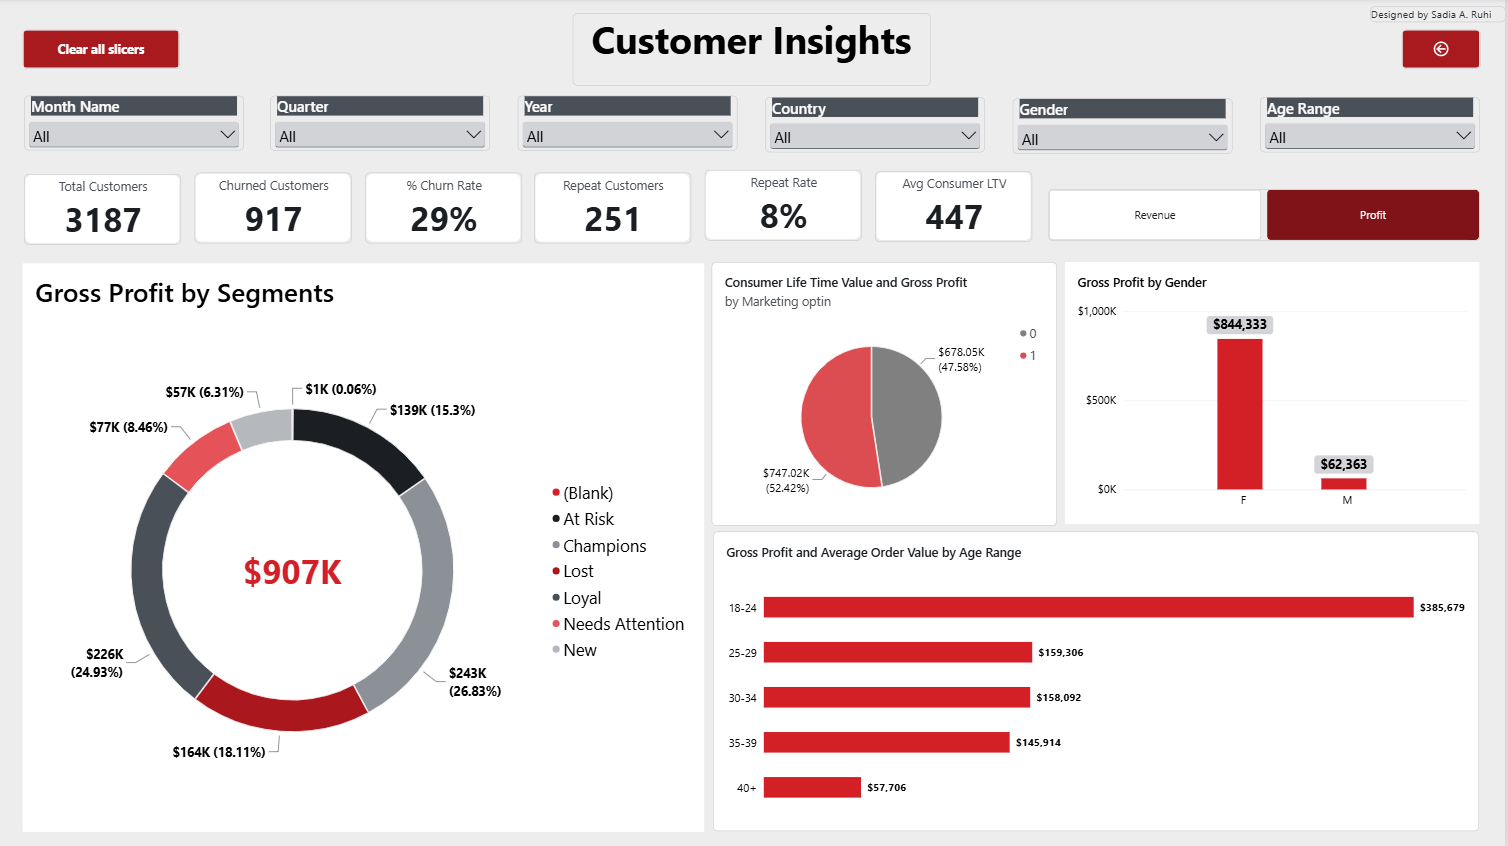 Designed by Sadia A. Ruhi
Clear all slicers
Customer Insights
Month Name
All
Quarter
All
Year
All
Country
All
Gender
All
Age Range
All
Total Customers
3187
Churned Customers
917
% Churn Rate
29%
Repeat Customers
251
Repeat Rate
8%
Avg Consumer LTV
447
Revenue
Profit
Gross Profit by Segments
$57K (6.31%)
$1K (0.06%)
$139K (15.3%)
$77K (8.46%)
$907K
$226K
(24.93%)
$243K
(26.83%)
$164K (18.11%)
(Blank)
At Risk
Champions
Lost
Loyal
Needs Attention
New
Consumer Life Time Value and Gross Profit
by Marketing optin
0
1
$678.05K
(47.58%)
$747.02K
(52.42%)
Gross Profit by Gender
$1,000K
$500K
$0K
$844,333
$62,363
F
M
Gross Profit and Average Order Value by Age Range
18-24
$385,679
25-29
$159,306
30-34
$158,092
35-39
$145,914
40+
$57,706